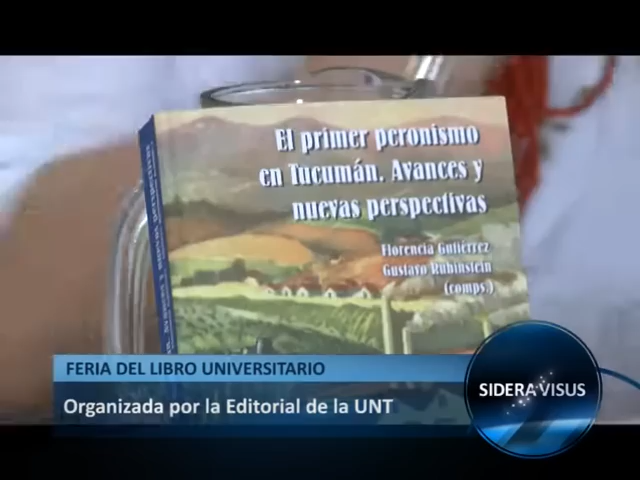 El primer peronismo
en Tucumán. Avances y
nuevas perspectivas
Florencia Gutiérrez
Gustavo Rubinstein
(comps.)
FERIA DEL LIBRO UNIVERSITARIO
Organizada por la Editorial de la UNT
SIDERA VISUS